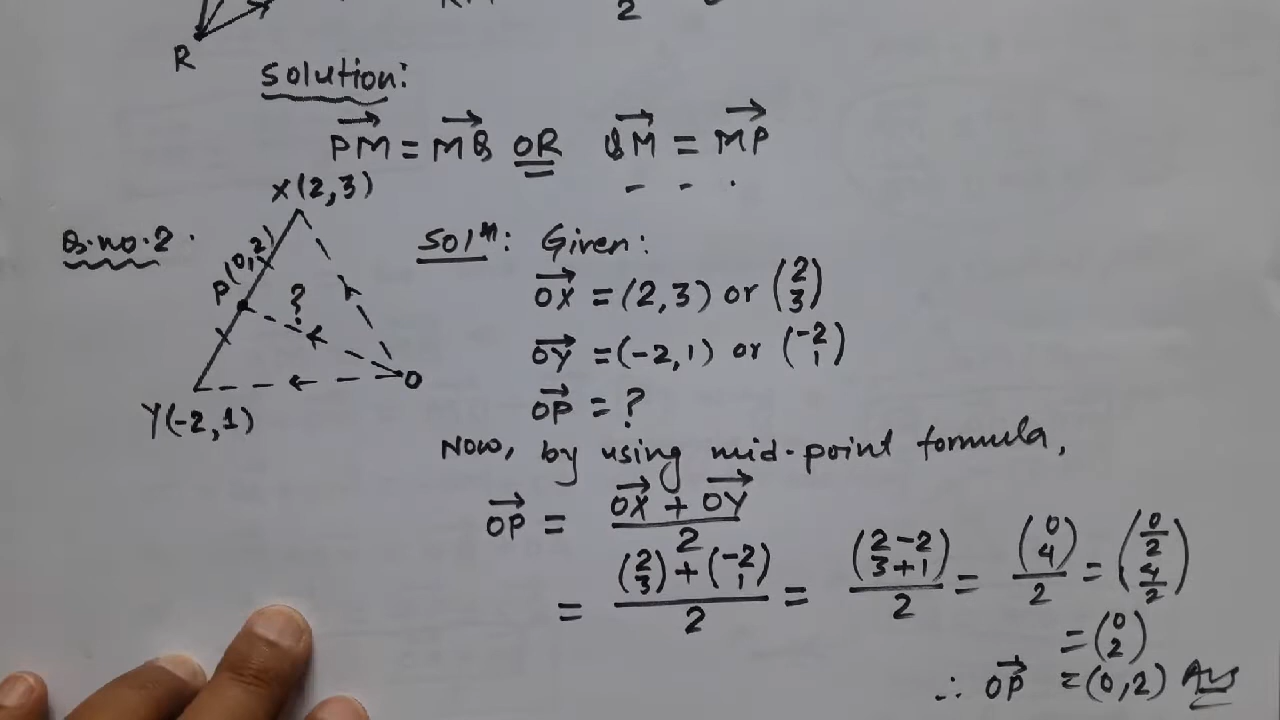 R
2
Solution:
PM = MQ OR QM = MP
X(2,3)
Q.no.2.
P(0,2)
?
O
Y(-2,1)
Solⁿ: Given:
OX = (2,3) or (2 3)
OY = (-2,1) or (-2 1)
OP = ?
Now, by using mid-point formula,
OP = OX + OY / 2
= (2 3) + (-2 1) / 2 = (2-2 3+1) / 2 = (0 4) / 2 = (0/2 4/2)
= (0 2)
∴ OP = (0,2) Ans